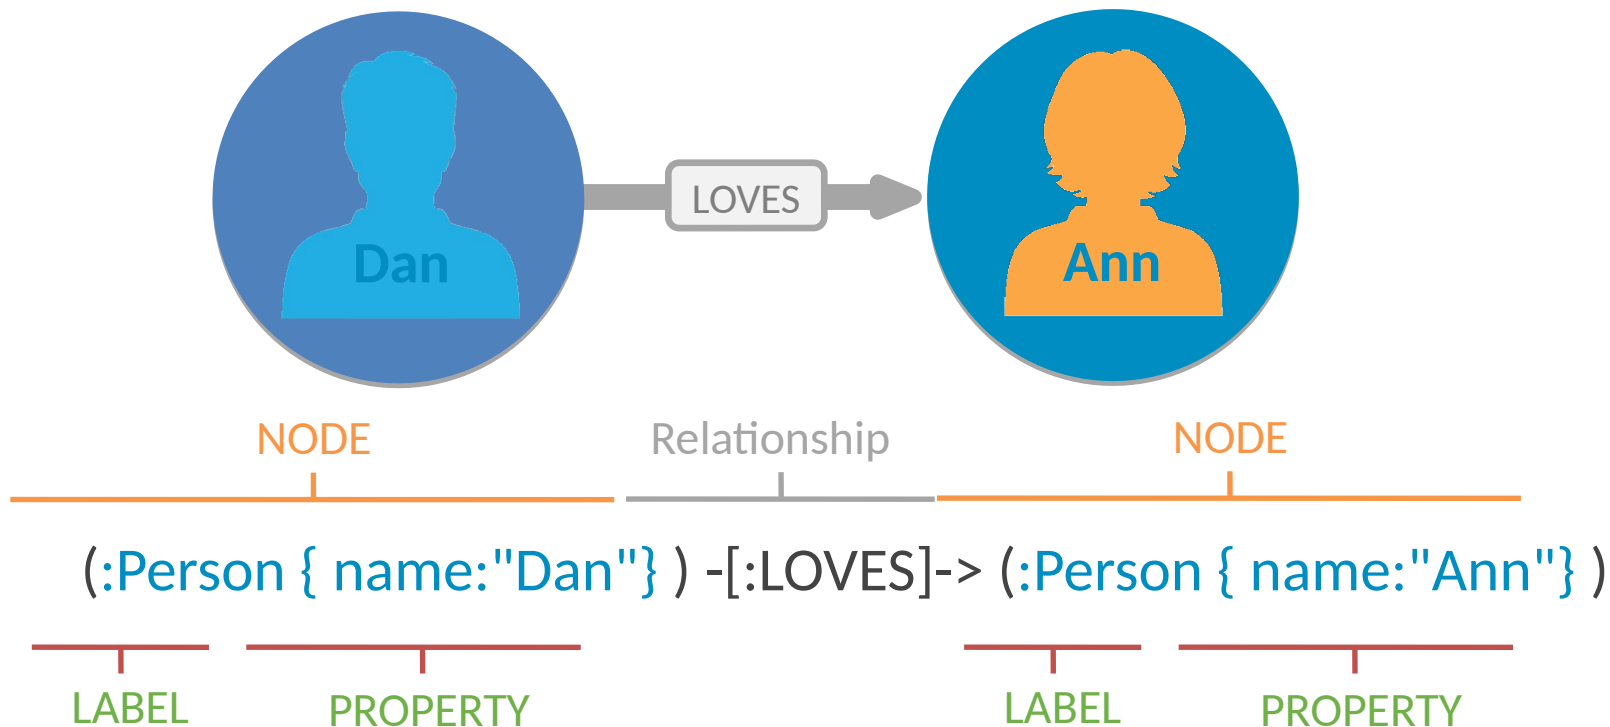 Dan
LOVES
Ann
NODE Relationship NODE
(:Person { name:"Dan"} ) -[:LOVES]-> (:Person { name:"Ann"} )
LABEL PROPERTY LABEL PROPERTY